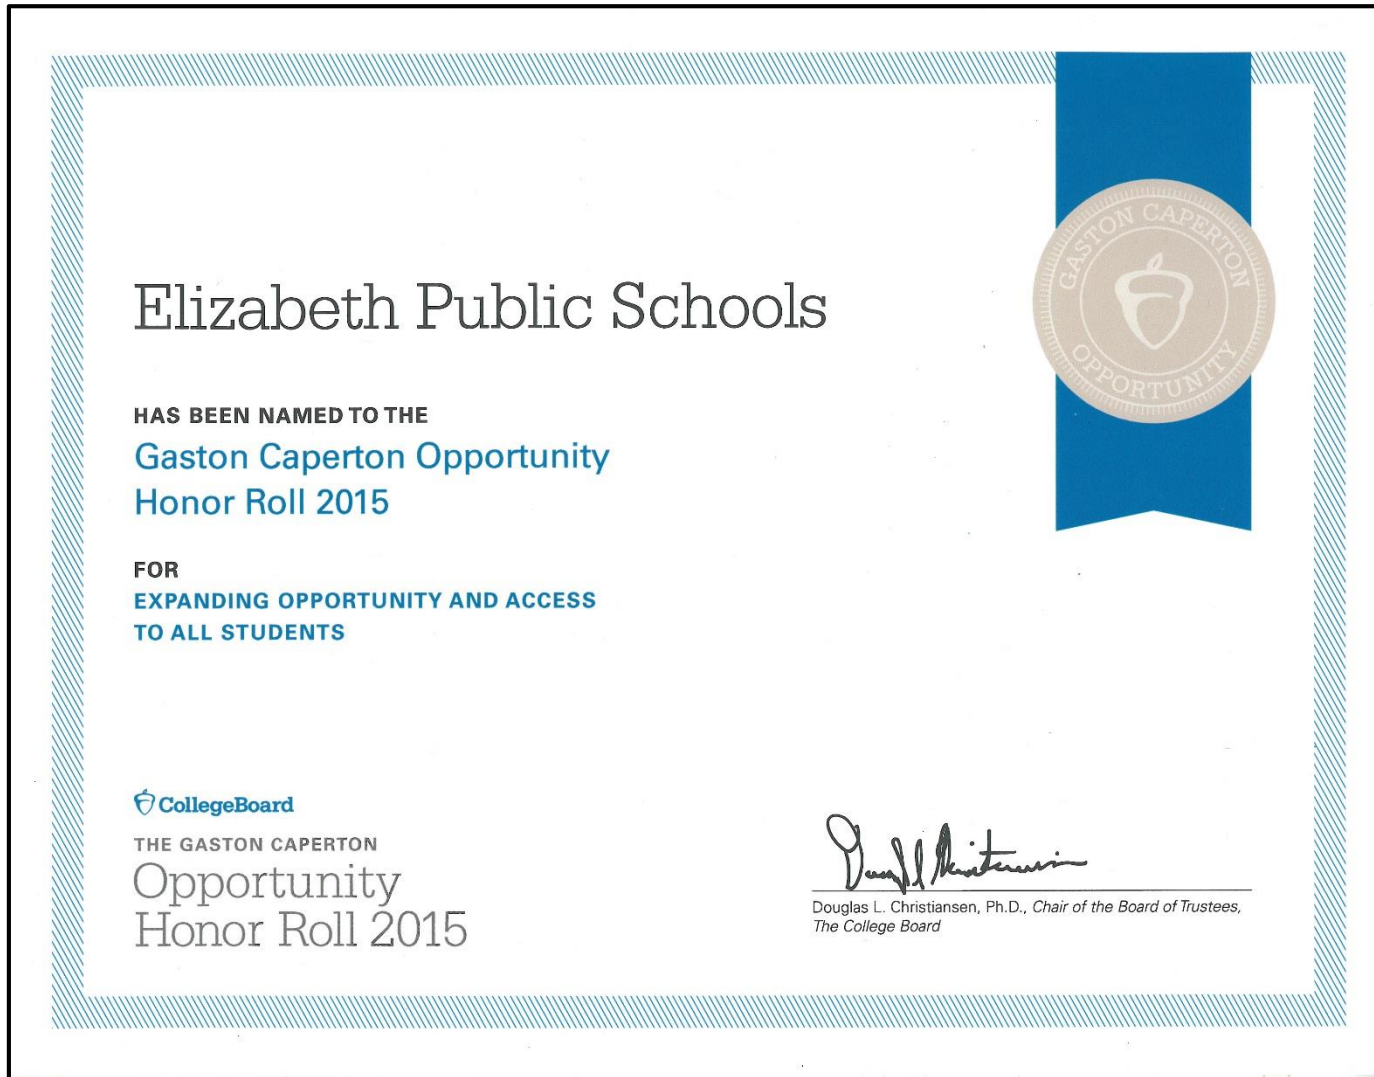 GASTON CAPERTON
OPPORTUNITY
Elizabeth Public Schools
HAS BEEN NAMED TO THE
Gaston Caperton Opportunity
Honor Roll 2015
FOR
EXPANDING OPPORTUNITY AND ACCESS
TO ALL STUDENTS
CollegeBoard
THE GASTON CAPERTON
Opportunity
Honor Roll 2015
Douglas L. Christiansen, Ph.D., Chair of the Board of Trustees,
The College Board